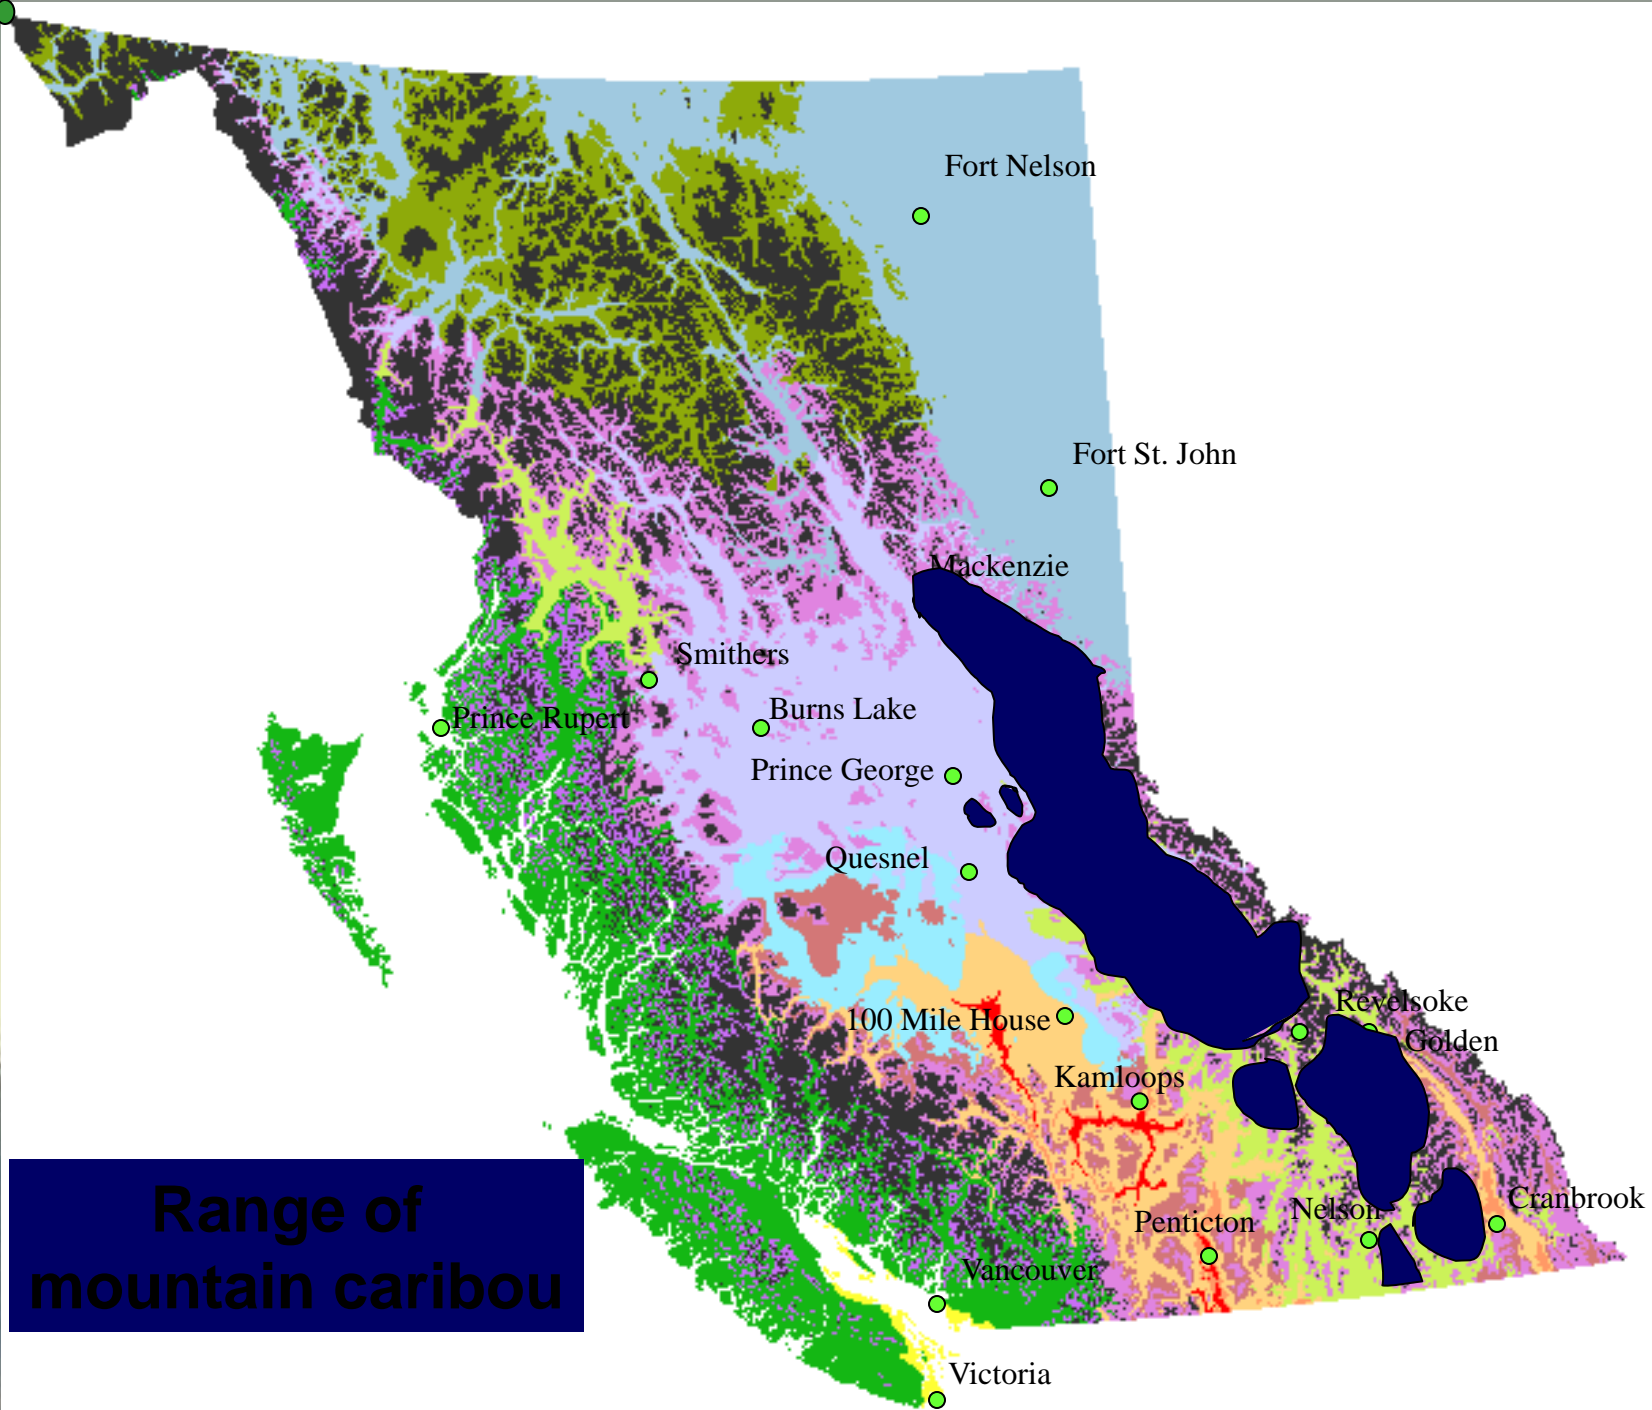 Fort Nelson
Fort St. John
Mackenzie
Smithers
Burns Lake
Prince Rupert
Prince George
Quesnel
Revelsoke
100 Mile House
Golden
Kamloops
Range of
mountain caribou
Cranbrook
Nelson
Penticton
Vancouver
Victoria